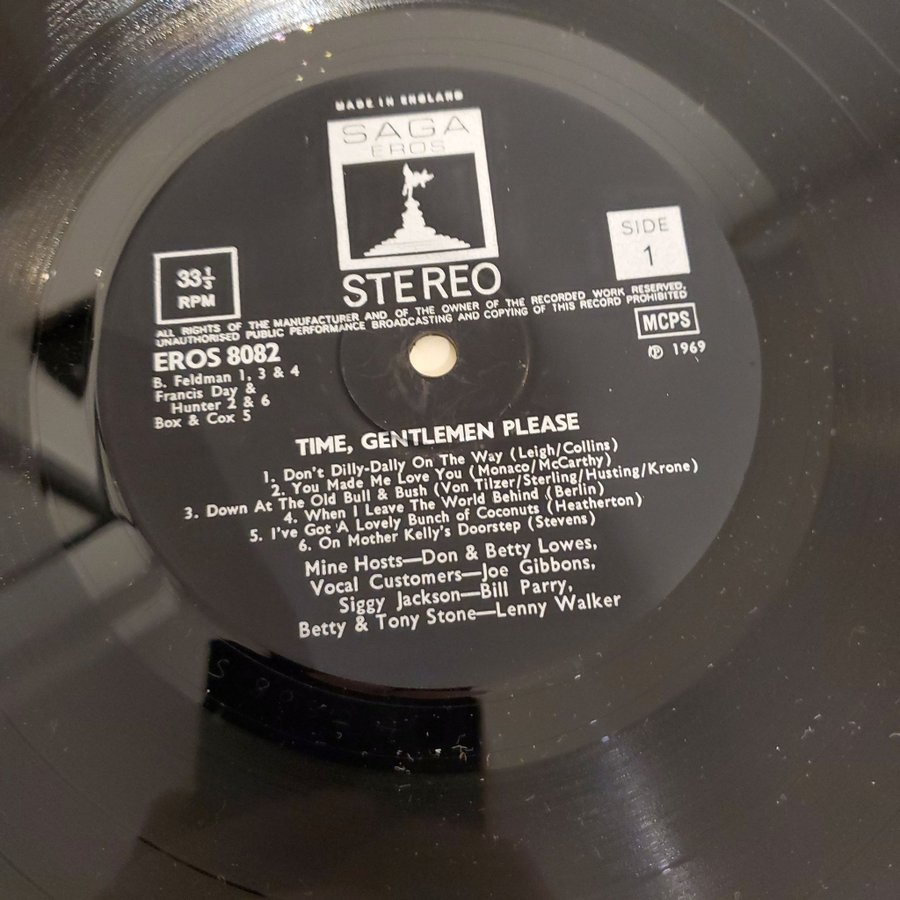 MADE IN ENGLAND
SAGA
EROS
STEREO
33⅓
RPM
SIDE
1
ALL RIGHTS OF THE MANUFACTURER AND OF THE OWNER OF THE RECORDED WORK RESERVED,
UNAUTHORISED PUBLIC PERFORMANCE BROADCASTING AND COPYING OF THIS RECORD PROHIBITED
MCPS
℗ 1969
EROS 8082
B. Feldman 1, 3 & 4
Francis Day &
Hunter 2 & 6
Box & Cox 5
TIME, GENTLEMEN PLEASE
1. Don't Dilly-Dally On The Way (Leigh/Collins)
2. You Made Me Love You (Monaco/McCarthy)
3. Down At The Old Bull & Bush (Von Tilzer/Sterling/Husting/Krone)
4. When I Leave The World Behind (Berlin)
5. I've Got A Lovely Bunch of Coconuts (Heatherton)
6. On Mother Kelly's Doorstep (Stevens)
Mine Hosts—Don & Betty Lowes,
Vocal Customers—Joe Gibbons,
Siggy Jackson—Bill Parry,
Betty & Tony Stone—Lenny Walker